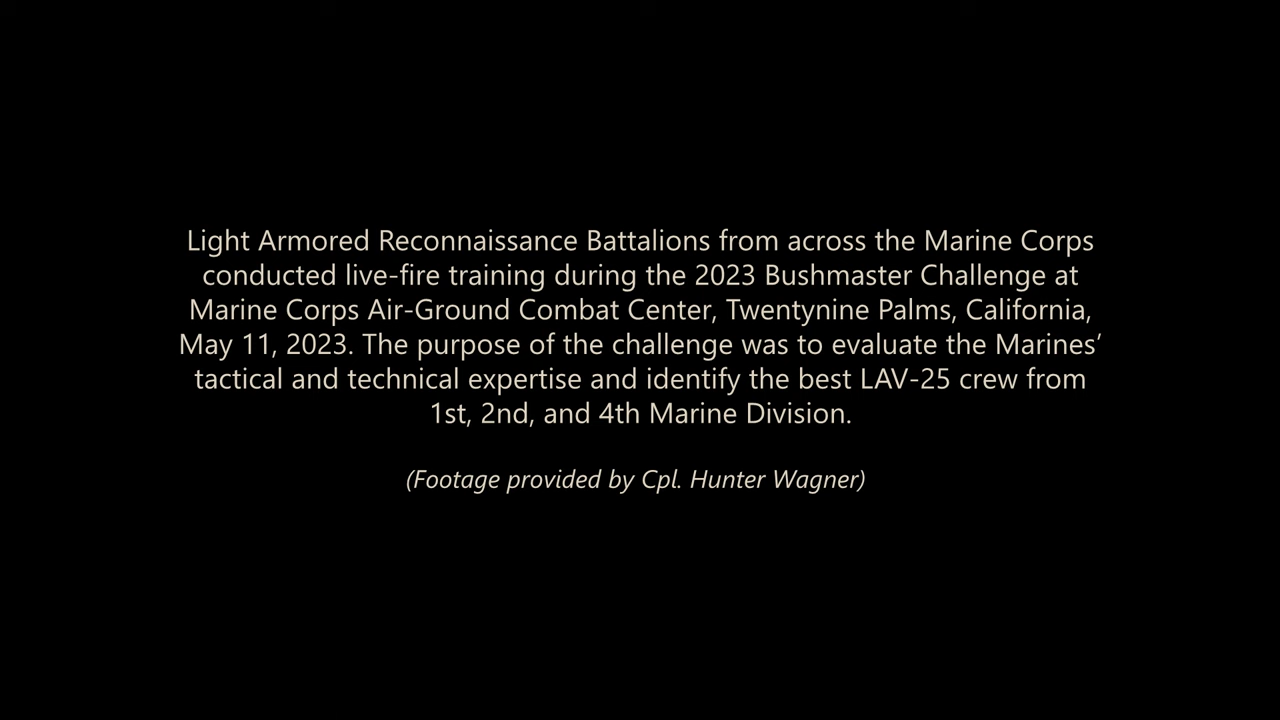 Light Armored Reconnaissance Battalions from across the Marine Corps
conducted live-fire training during the 2023 Bushmaster Challenge at
Marine Corps Air-Ground Combat Center, Twentynine Palms, California,
May 11, 2023. The purpose of the challenge was to evaluate the Marines’
tactical and technical expertise and identify the best LAV-25 crew from
1st, 2nd, and 4th Marine Division.
(Footage provided by Cpl. Hunter Wagner)